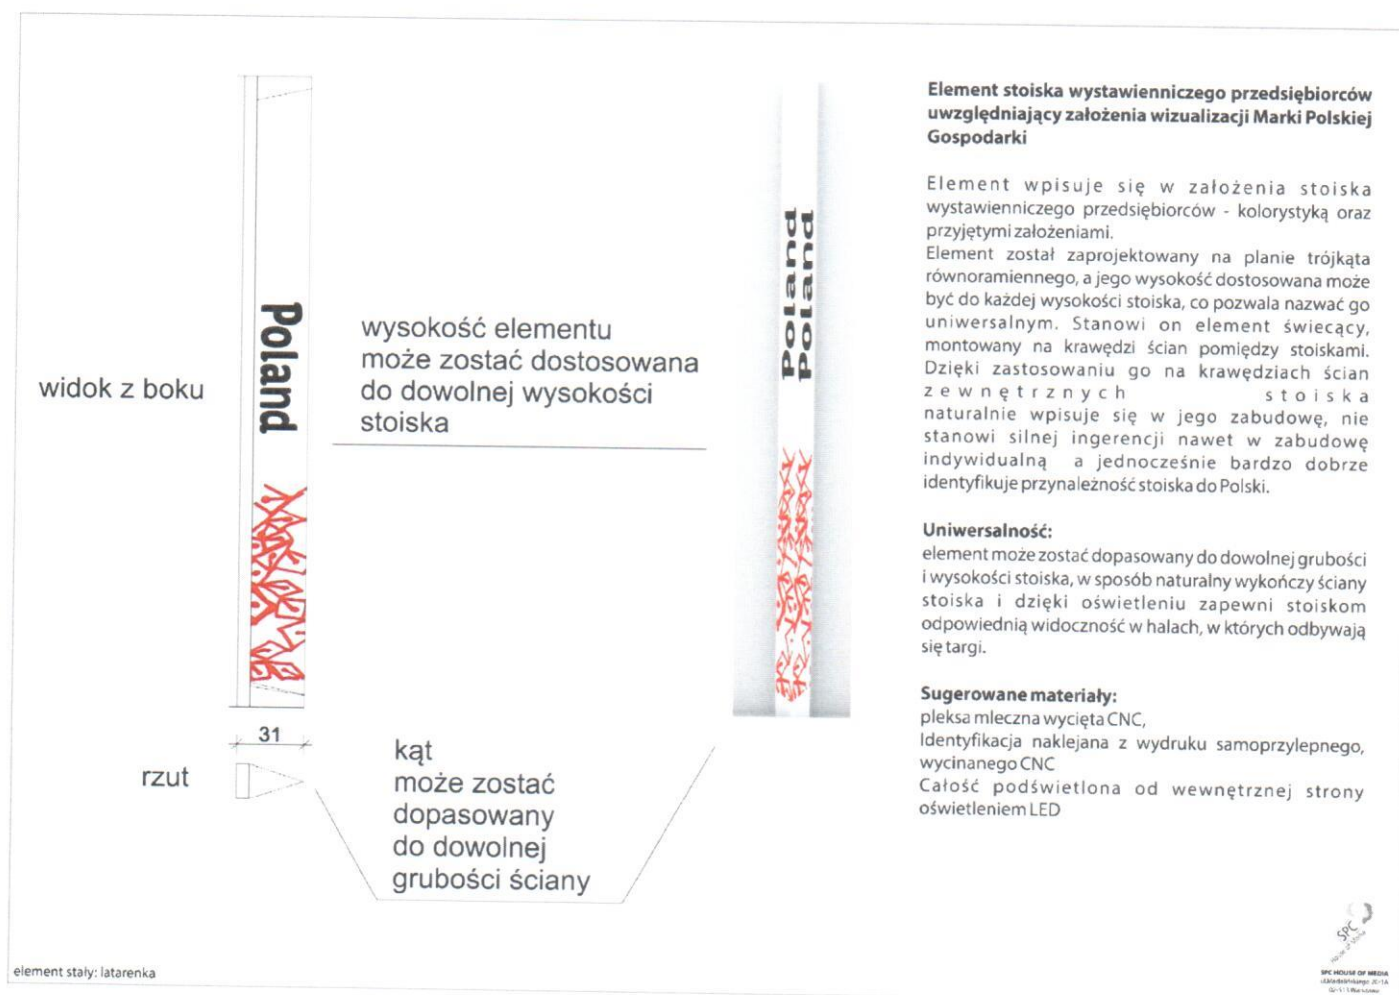 Element stoiska wystawienniczego przedsiębiorców
uwzględniający założenia wizualizacji Marki Polskiej
Gospodarki
Element wpisuje się w założenia stoiska
wystawienniczego przedsiębiorców - kolorystyką oraz
przyjętymi założeniami.
Element został zaprojektowany na planie trójkąta
równoramiennego, a jego wysokość dostosowana może
być do każdej wysokości stoiska, co pozwala nazwać go
uniwersalnym. Stanowi on element świecący,
montowany na krawędzi ścian pomiędzy stoiskami.
Dzięki zastosowaniu go na krawędziach ścian
zewnętrznych stoiska
naturalnie wpisuje się w jego zabudowę, nie
stanowi silnej ingerencji nawet w zabudowę
indywidualną a jednocześnie bardzo dobrze
identyfikuje przynależność stoiska do Polski.
Uniwersalność:
element może zostać dopasowany do dowolnej grubości
i wysokości stoiska, w sposób naturalny wykończy ściany
stoiska i dzięki oświetleniu zapewni stoiskom
odpowiednią widoczność w halach, w których odbywają
się targi.
Sugerowane materiały:
pleksa mleczna wycięta CNC,
Identyfikacja naklejana z wydruku samoprzylepnego,
wycinanego CNC
Całość podświetlona od wewnętrznej strony
oświetleniem LED
widok z boku
Poland
wysokość elementu
może zostać dostosowana
do dowolnej wysokości
stoiska
Poland
Poland
31
rzut
kąt
może zostać
dopasowany
do dowolnej
grubości ściany
element stały: latarenka
SPC
House of Media
SPC HOUSE OF MEDIA